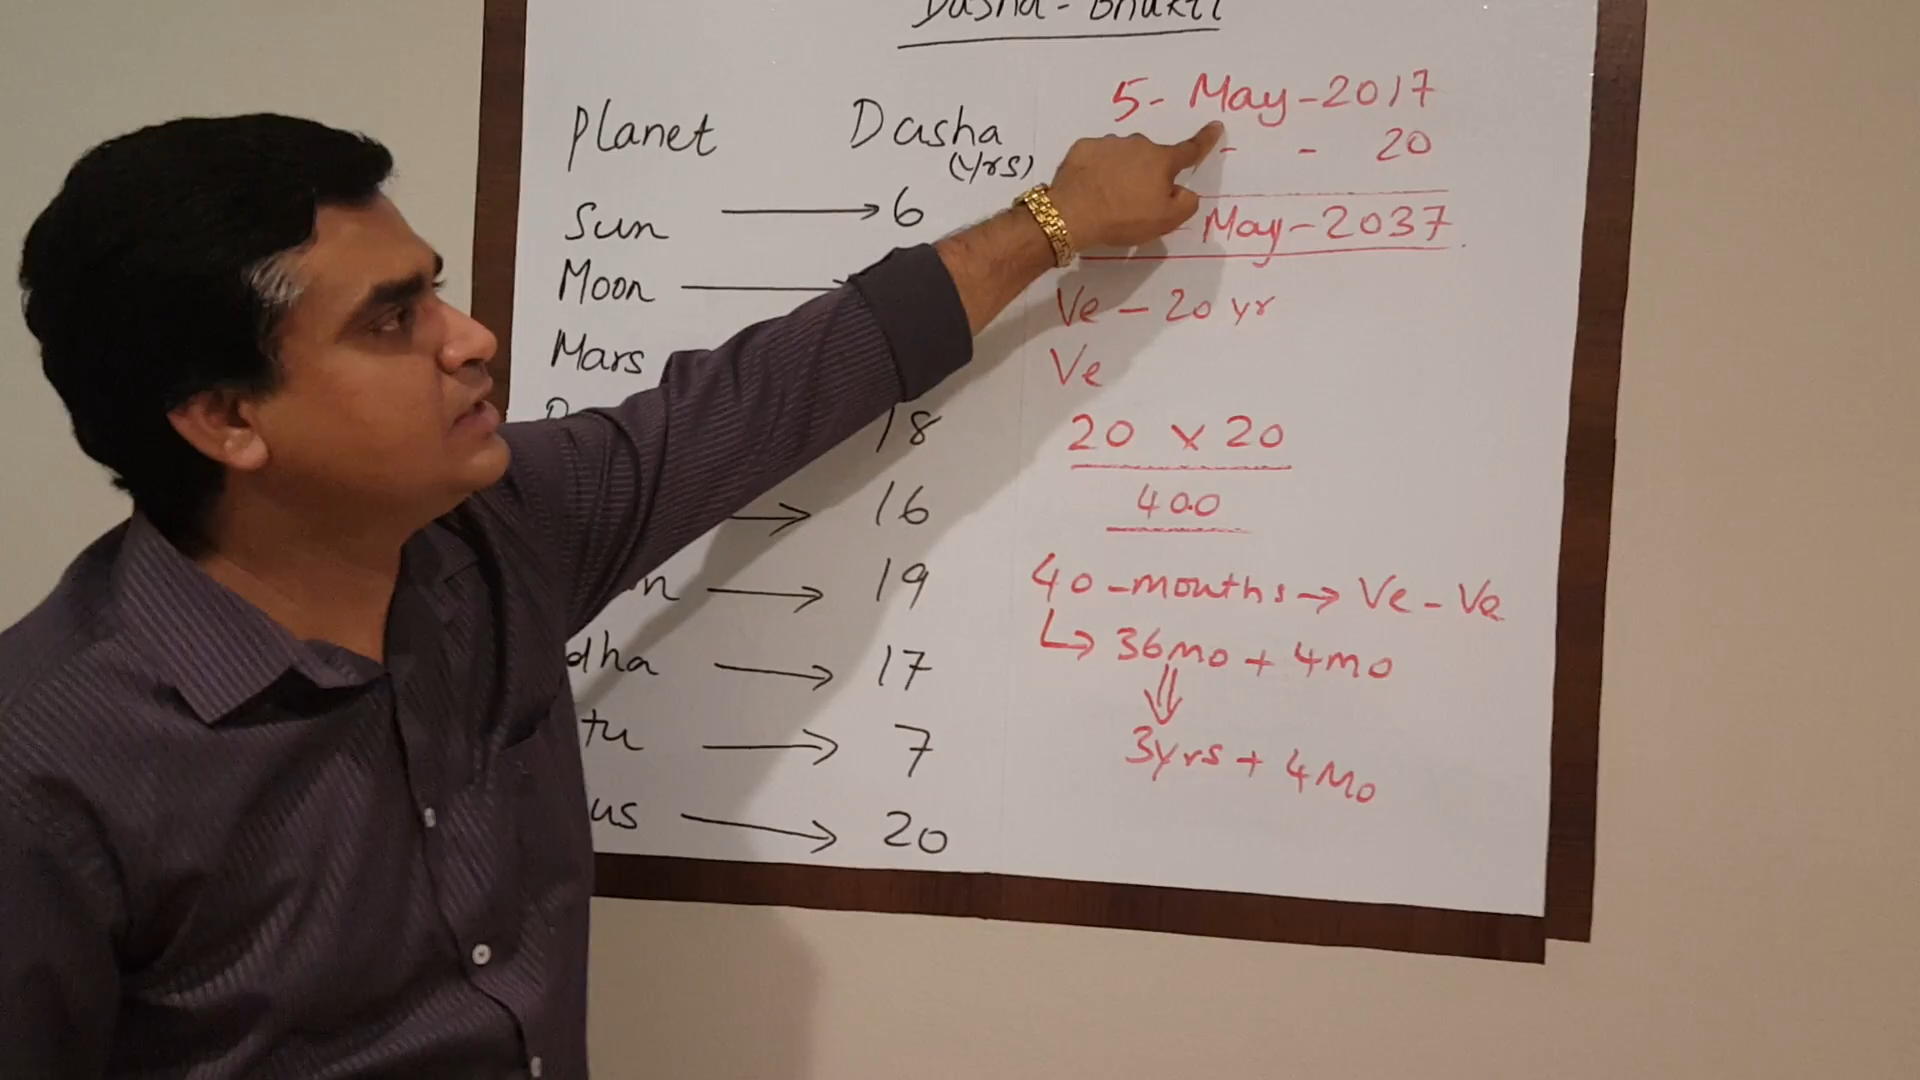 Dasha - Bhukti
Planet Dasha
(Yrs)
Sun → 6
Moon
Mars
18
→ 16
→ 19
dha → 17
tu → 7
us → 20
5 - May - 2017
- - 20
- May - 2037
Ve - 20 yr
Ve
20 x 20
400
40 - months → Ve - Ve
↳ 36mo + 4mo
⇓
3yrs + 4Mo